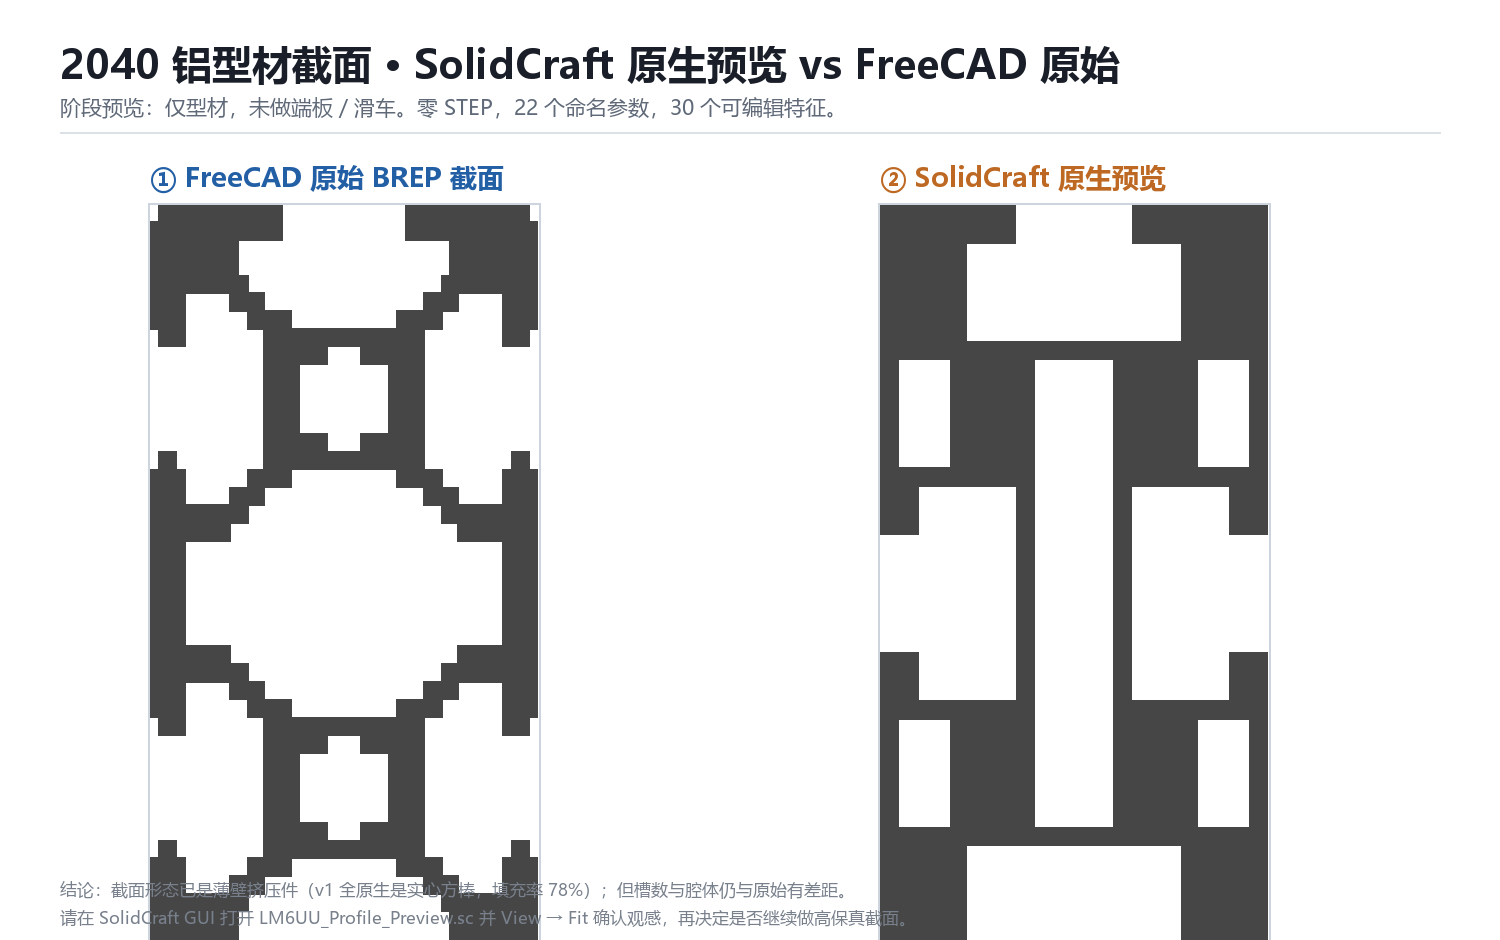 2040 铝型材截面 • SolidCraft 原生预览 vs FreeCAD 原始
阶段预览：仅型材，未做端板 / 滑车。零 STEP，22 个命名参数，30 个可编辑特征。
① FreeCAD 原始 BREP 截面
② SolidCraft 原生预览
结论：截面形态已是薄壁挤压件（v1 全原生是实心方棒，填充率 78%）；但槽数与腔体仍与原始有差距。
请在 SolidCraft GUI 打开 LM6UU_Profile_Preview.sc 并 View → Fit 确认观感，再决定是否继续做高保真截面。